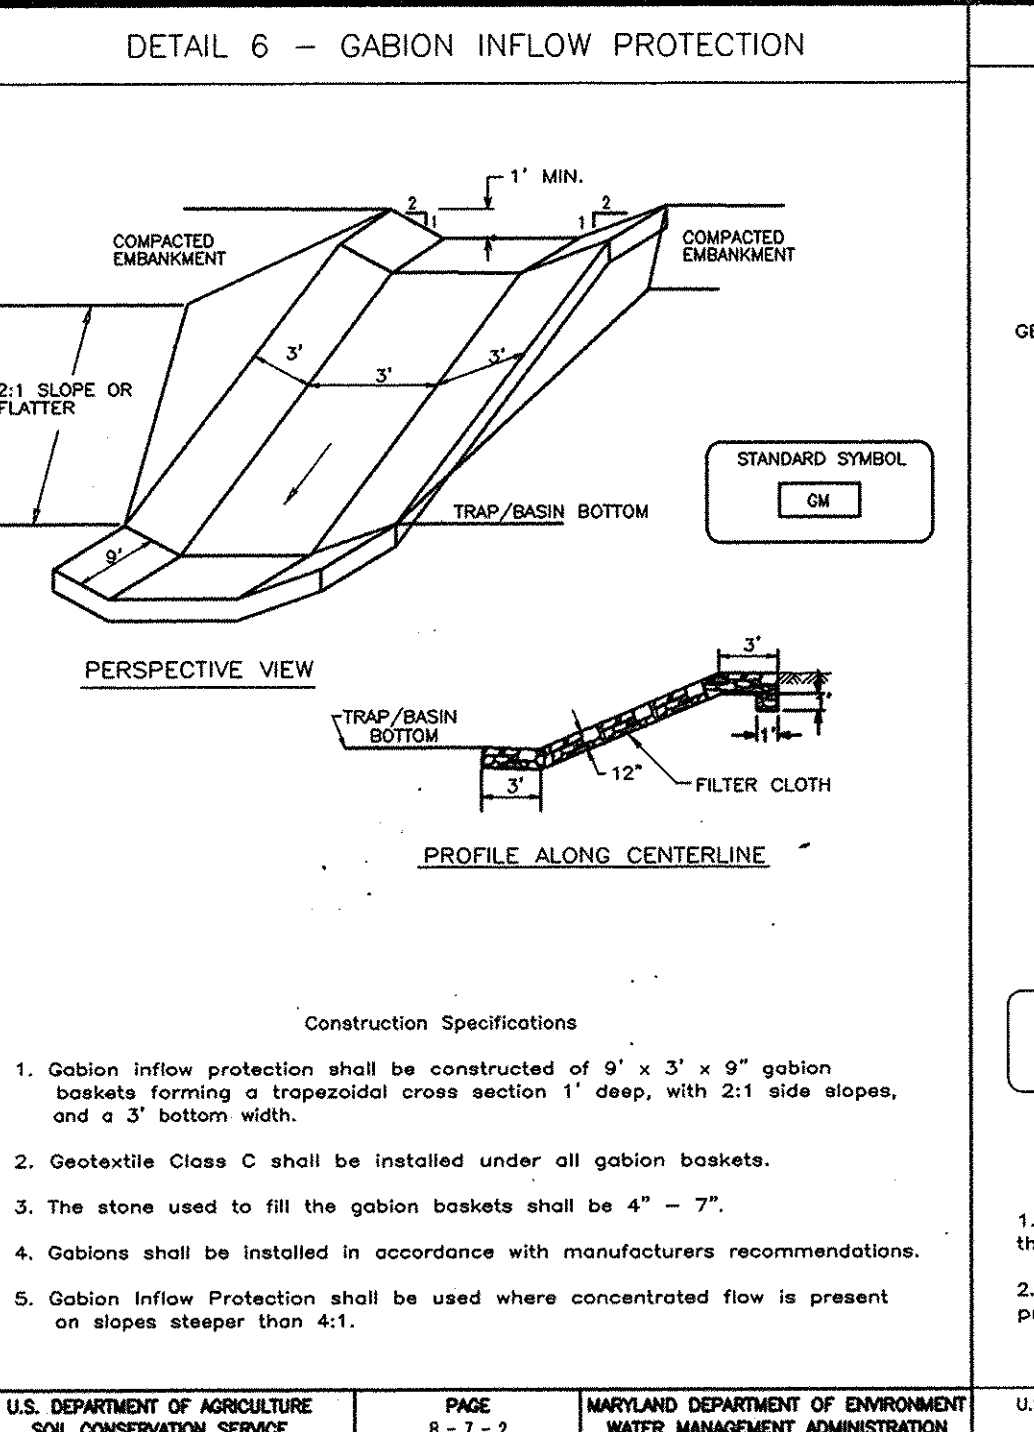 DETAIL 6 – GABION INFLOW PROTECTION
1' MIN.
2
1
1
2
COMPACTED
EMBANKMENT
COMPACTED
EMBANKMENT
3'
3'
3'
2:1 SLOPE OR
FLATTER
STANDARD SYMBOL
GM
TRAP/BASIN BOTTOM
9'
PERSPECTIVE VIEW
3'
TRAP/BASIN
BOTTOM
1'
1'
12"
3'
FILTER CLOTH
PROFILE ALONG CENTERLINE
Construction Specifications
1. Gabion inflow protection shall be constructed of 9' x 3' x 9" gabion
baskets forming a trapezoidal cross section 1' deep, with 2:1 side slopes,
and a 3' bottom width.
2. Geotextile Class C shall be installed under all gabion baskets.
3. The stone used to fill the gabion baskets shall be 4" – 7".
4. Gabions shall be installed in accordance with manufacturers recommendations.
5. Gabion Inflow Protection shall be used where concentrated flow is present
on slopes steeper than 4:1.
U.S. DEPARTMENT OF AGRICULTURE
SOIL CONSERVATION SERVICE
PAGE
8 – 7 – 2
MARYLAND DEPARTMENT OF ENVIRONMENT
WATER MANAGEMENT ADMINISTRATION
1.
2.